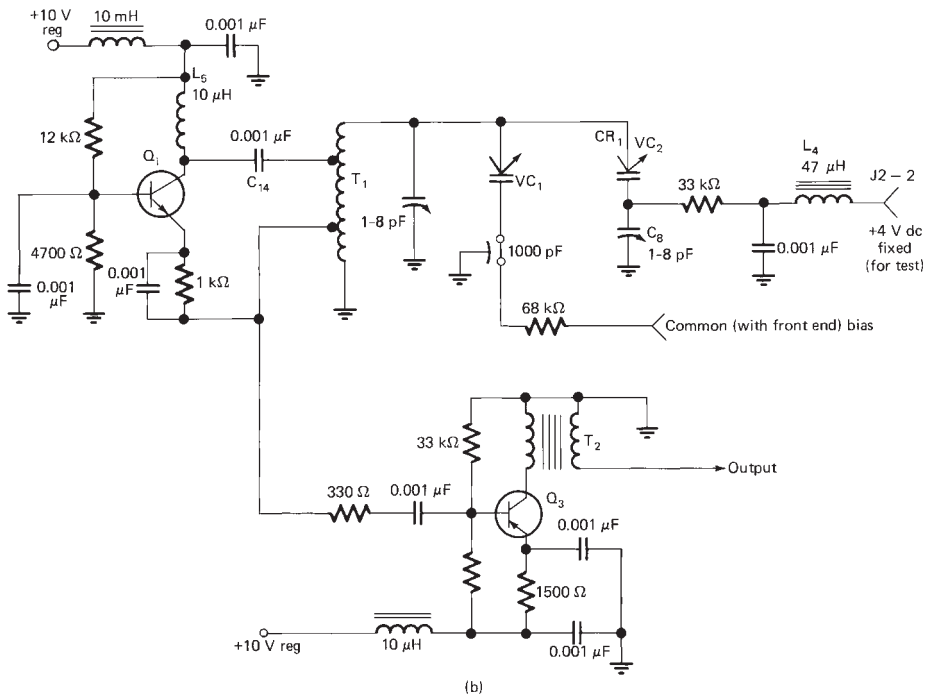 +10 V
reg
10 mH
0.001 μF
L5
10 μH
12 kΩ
Q1
0.001 μF
C14
T1
4700 Ω
0.001
μF
0.001
μF
1 kΩ
1-8 pF
VC1
1000 pF
68 kΩ
Common (with front end) bias
CR1
VC2
33 kΩ
C8
1-8 pF
0.001 μF
L4
47 μH
J2 – 2
+4 V dc
fixed
(for test)
33 kΩ
T2
Output
330 Ω
0.001 μF
Q3
0.001 μF
1500 Ω
+10 V reg
10 μH
0.001 μF
(b)